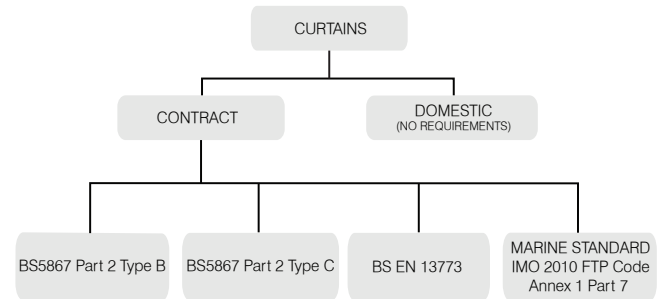 CURTAINS
CONTRACT
DOMESTIC
(NO REQUIREMENTS)
BS5867 Part 2 Type B
BS5867 Part 2 Type C
BS EN 13773
MARINE STANDARD
IMO 2010 FTP Code
Annex 1 Part 7